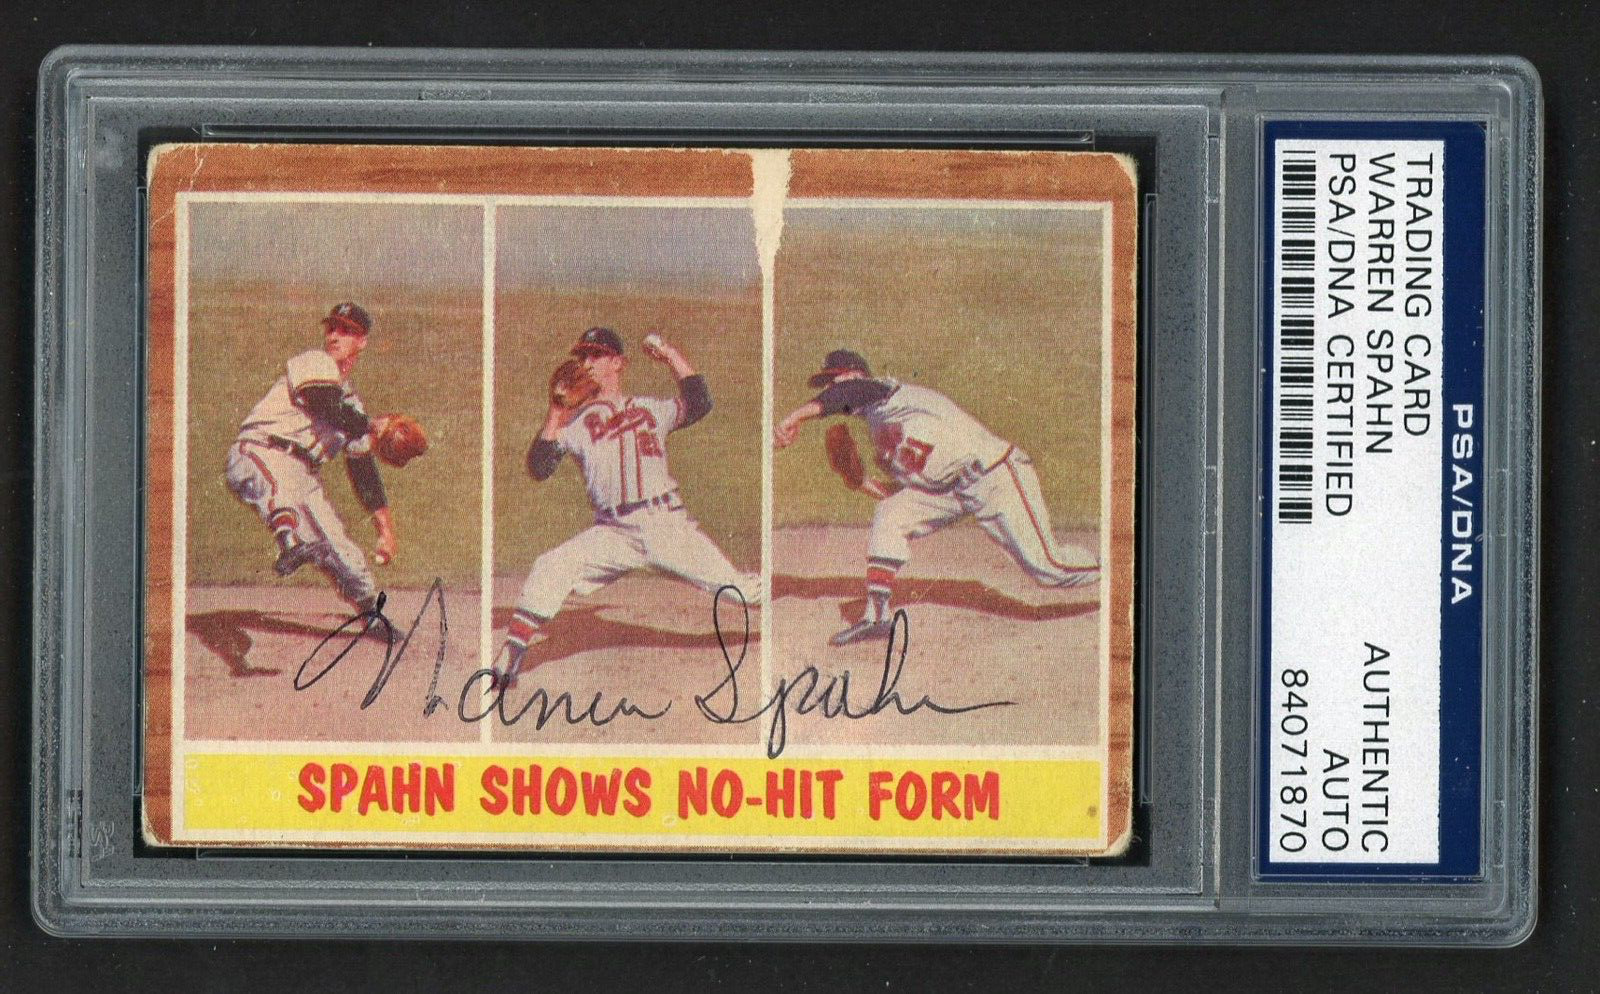 Warren Spahn
SPAHN SHOWS NO-HIT FORM
PSA/DNA
TRADING CARD
WARREN SPAHN
PSA/DNA CERTIFIED
AUTHENTIC
AUTO
84071870